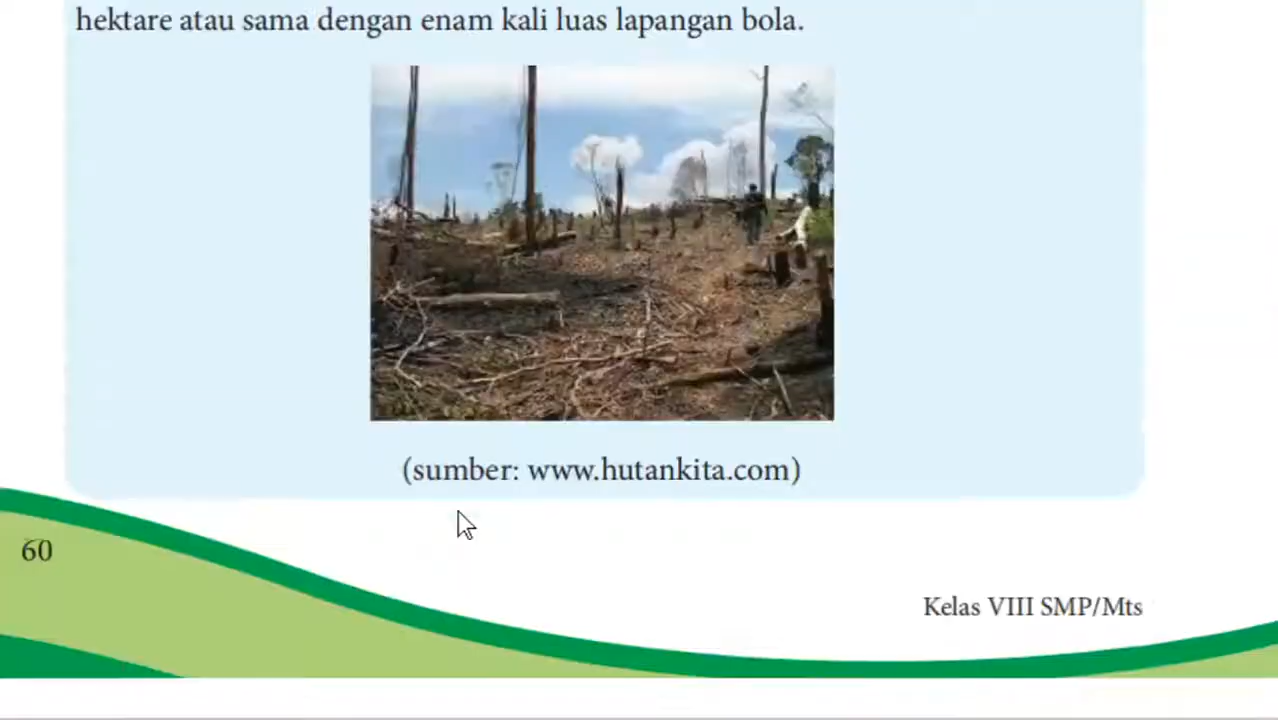 hektare atau sama dengan enam kali luas lapangan bola.
(sumber: www.hutankita.com)
60
Kelas VIII SMP/Mts